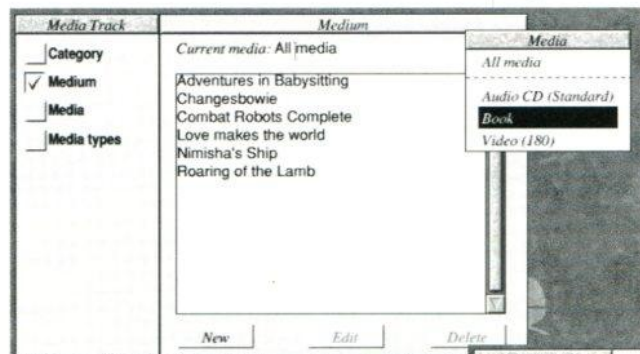 Media Track
Category
Medium
Media
Media types
Medium
Current media: All media
Adventures in Babysitting
Changesbowie
Combat Robots Complete
Love makes the world
Nimisha's Ship
Roaring of the Lamb
New
Edit
Delete
Media
All media
Audio CD (Standard)
Book
Video (180)